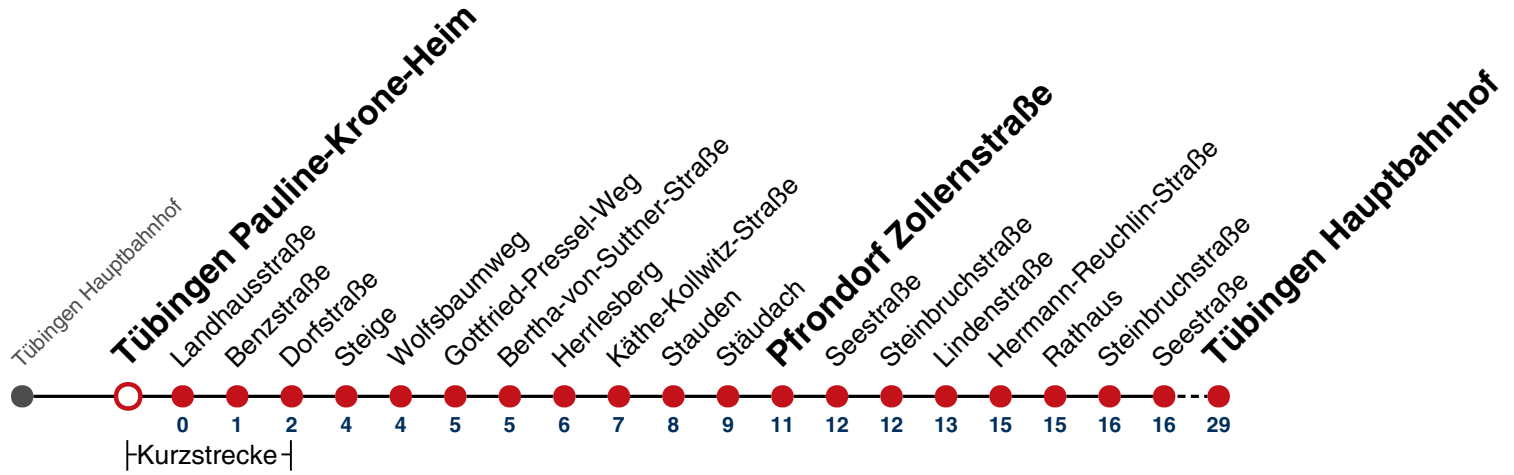 Tübingen Hauptbahnhof
Tübingen Pauline-Krone-Heim
Landhausstraße
Benzstraße
Dorfstraße
Steige
Wolfsbaumweg
Gottfried-Pressel-Weg
Bertha-von-Suttner-Straße
Herrlesberg
Käthe-Kollwitz-Straße
Stauden
Stäudach
Pfrondorf Zollernstraße
Seestraße
Steinbruchstraße
Lindenstraße
Hermann-Reuchlin-Straße
Rathaus
Steinbruchstraße
Seestraße
Tübingen Hauptbahnhof
0 1 2 4 4 5 5 6 7 8 9 11 12 12 13 15 15 16 16 29
Kurzstrecke